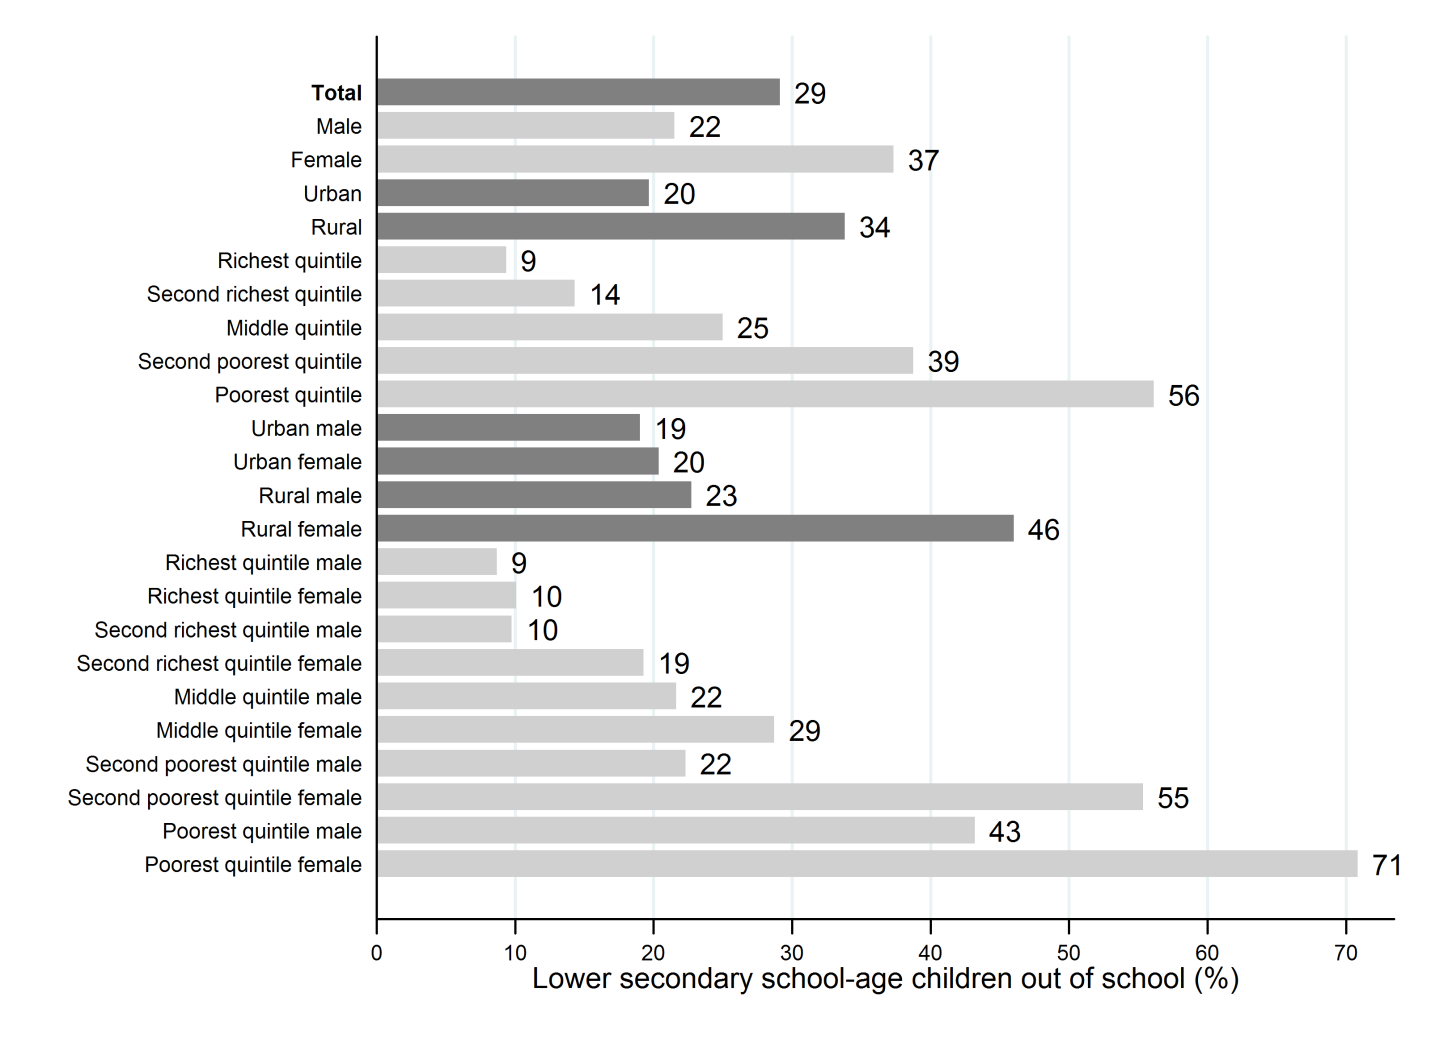 Total 29
Male 22
Female 37
Urban 20
Rural 34
Richest quintile 9
Second richest quintile 14
Middle quintile 25
Second poorest quintile 39
Poorest quintile 56
Urban male 19
Urban female 20
Rural male 23
Rural female 46
Richest quintile male 9
Richest quintile female 10
Second richest quintile male 10
Second richest quintile female 19
Middle quintile male 22
Middle quintile female 29
Second poorest quintile male 22
Second poorest quintile female 55
Poorest quintile male 43
Poorest quintile female 71
0 10 20 30 40 50 60 70
Lower secondary school-age children out of school (%)